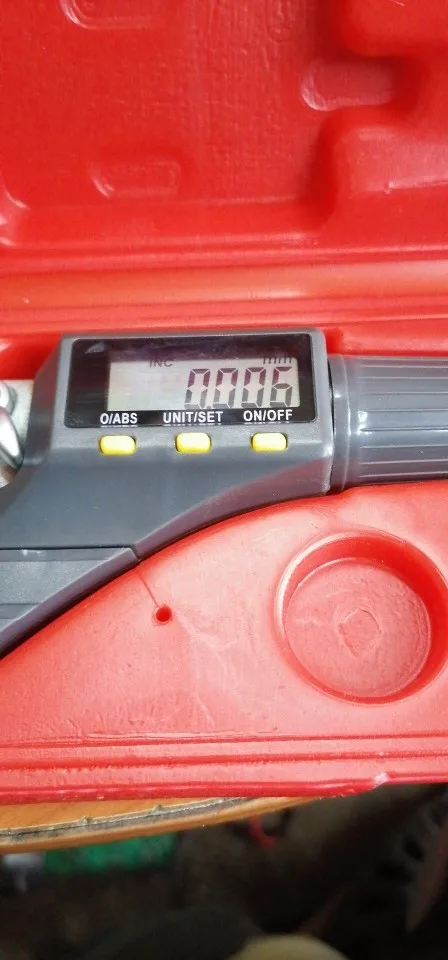 INC mm
0.006
O/ABS UNIT/SET ON/OFF